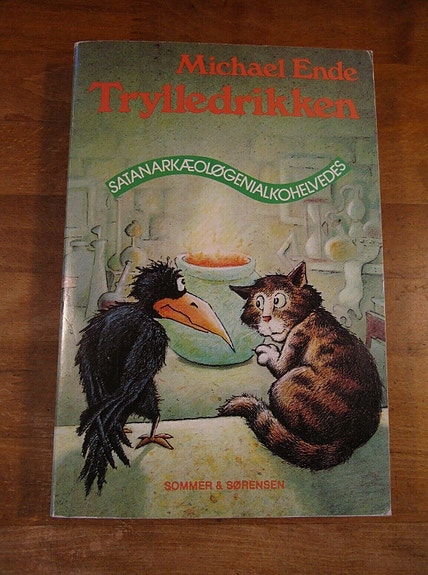 Michael Ende
Trylledrikken
SATANARKÆOLØGENIALKOHELVEDES
SOMMER & SØRENSEN